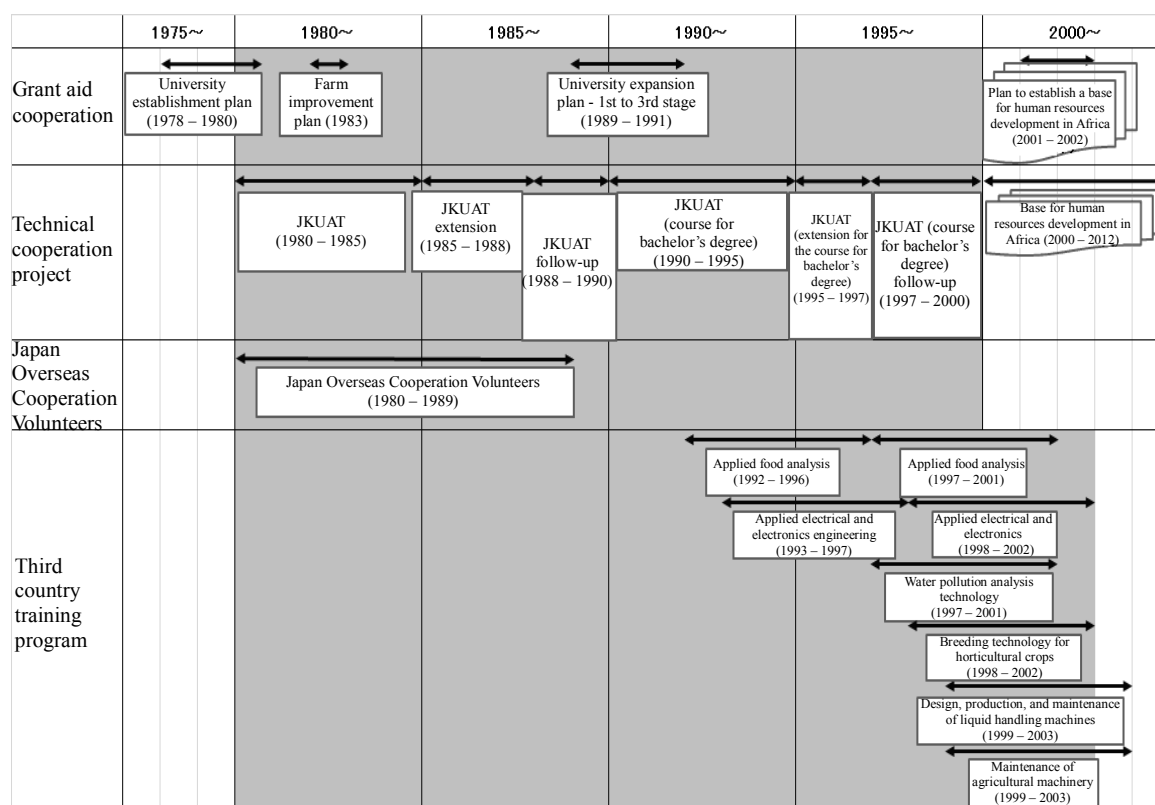 1975～ 1980～ 1985～ 1990～ 1995～ 2000～
Grant aid
cooperation
University
establishment plan
(1978 – 1980)
Farm
improvement
plan (1983)
University expansion
plan - 1st to 3rd stage
(1989 – 1991)
Plan to establish a base
for human resources
development in Africa
(2001 – 2002)
Technical
cooperation
project
JKUAT
(1980 – 1985)
JKUAT
extension
(1985 – 1988)
JKUAT
follow-up
(1988 – 1990)
JKUAT
(course for
bachelor’s degree)
(1990 – 1995)
JKUAT
(extension for
the course for
bachelor’s
degree)
(1995 – 1997)
JKUAT (course
for bachelor’s
degree)
follow-up
(1997 – 2000)
Base for human
resources development in
Africa (2000 – 2012)
Japan
Overseas
Cooperation
Volunteers
Japan Overseas Cooperation Volunteers
(1980 – 1989)
Third
country
training
program
Applied food analysis
(1992 – 1996)
Applied food analysis
(1997 – 2001)
Applied electrical and
electronics engineering
(1993 – 1997)
Applied electrical and
electronics
(1998 – 2002)
Water pollution analysis
technology
(1997 – 2001)
Breeding technology for
horticultural crops
(1998 – 2002)
Design, production, and maintenance
of liquid handling machines
(1999 – 2003)
Maintenance of
agricultural machinery
(1999 – 2003)